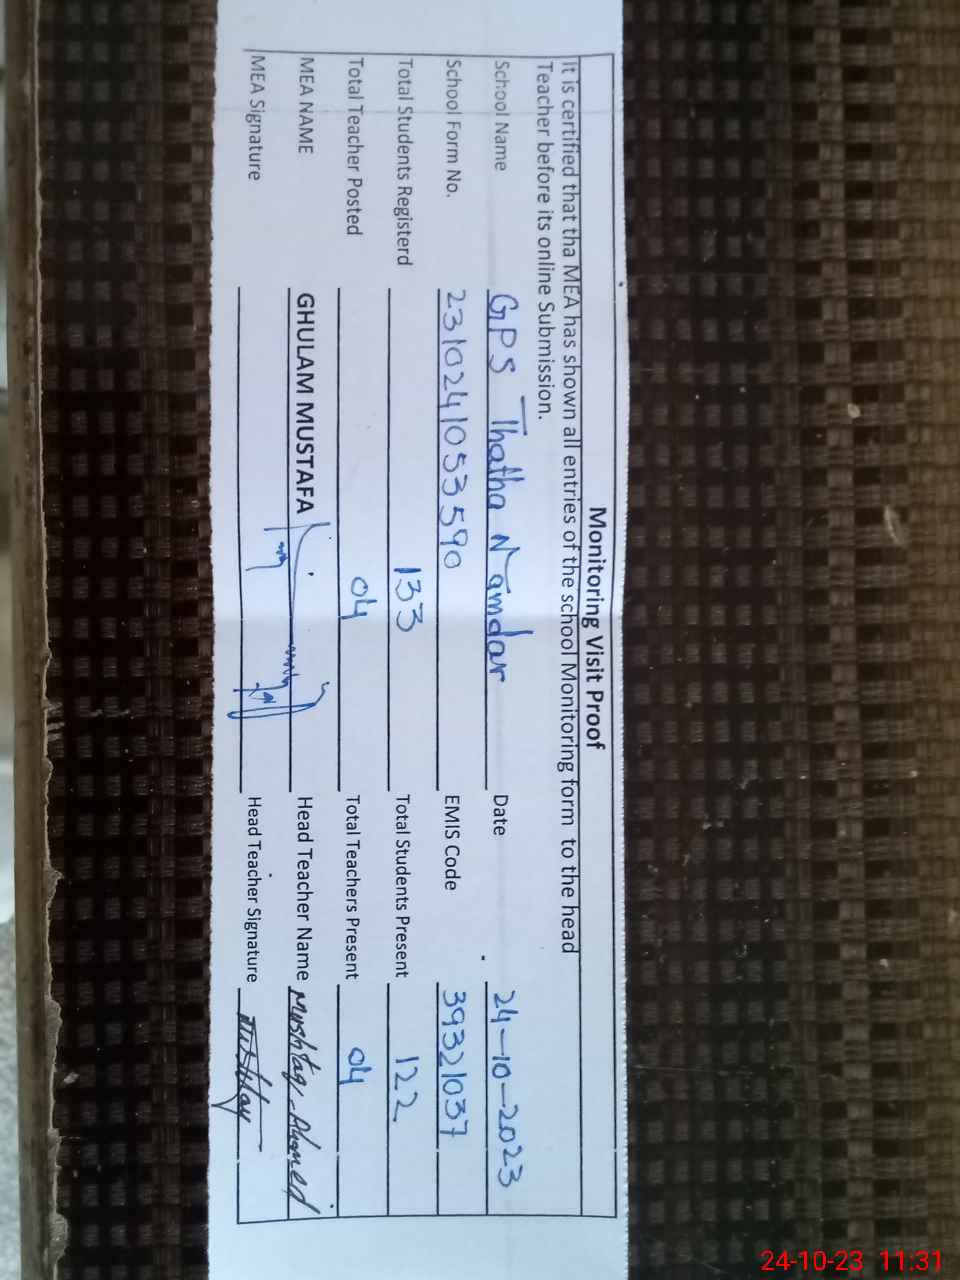 Monitoring Visit Proof
It is certified that tha MEA has shown all entries of the school Monitoring form to the head
Teacher before its online Submission.
School Name GPS Thatha Namdar Date 24-10-2023
School Form No. 2310241053590 EMIS Code 39321037
Total Students Registerd 133 Total Students Present 122
Total Teacher Posted 04 Total Teachers Present 04
MEA NAME GHULAM MUSTAFA Head Teacher Name Mushtaq Ahmed
MEA Signature Head Teacher Signature
24-10-23 11:31